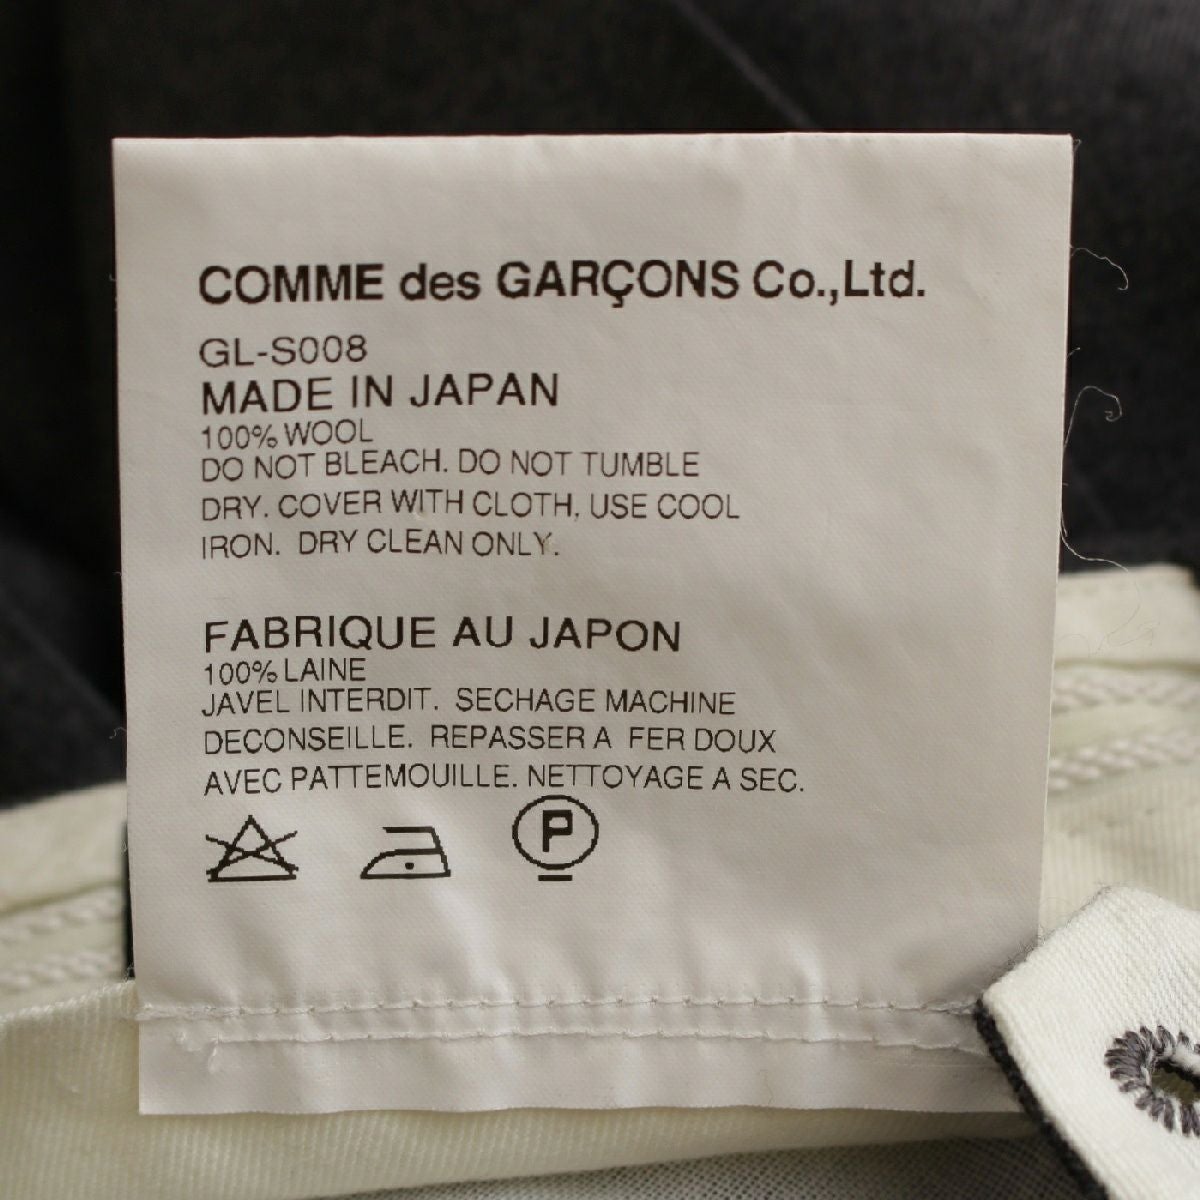 COMME des GARÇONS Co.,Ltd.
GL-S008
MADE IN JAPAN
100% WOOL
DO NOT BLEACH. DO NOT TUMBLE
DRY. COVER WITH CLOTH, USE COOL
IRON. DRY CLEAN ONLY.
FABRIQUE AU JAPON
100% LAINE
JAVEL INTERDIT. SECHAGE MACHINE
DECONSEILLE. REPASSER A FER DOUX
AVEC PATTEMOUILLE. NETTOYAGE A SEC.
P